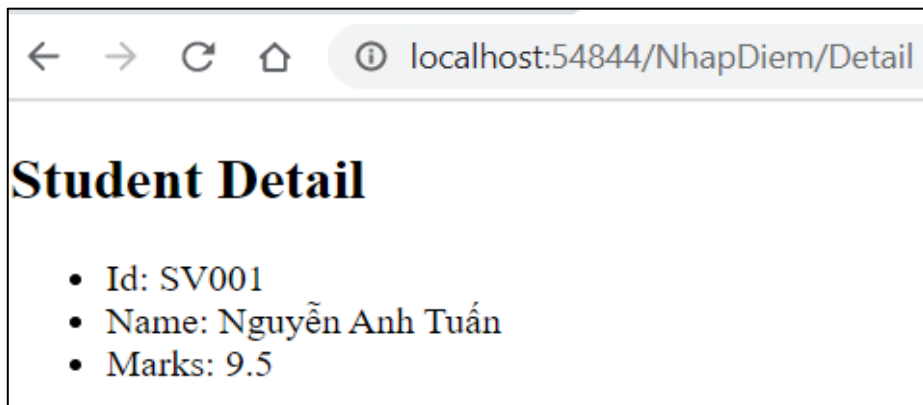 localhost:54844/NhapDiem/Detail
Student Detail
Id: SV001
Name: Nguyễn Anh Tuấn
Marks: 9.5